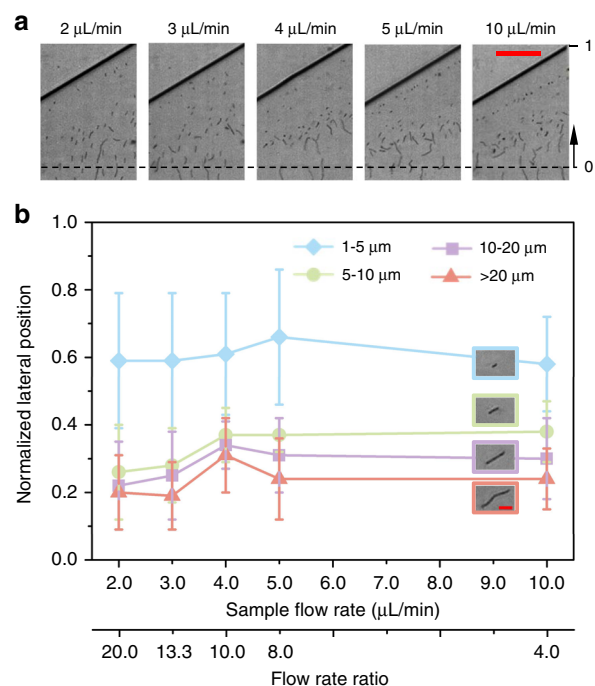 a
2 μL/min 3 μL/min 4 μL/min 5 μL/min 10 μL/min
1
0
b
1.0
0.8
0.6
0.4
0.2
0.0
Normalized lateral position
1-5 μm 10-20 μm
5-10 μm >20 μm
2.0 3.0 4.0 5.0 6.0 7.0 8.0 9.0 10.0
Sample flow rate (μL/min)
20.0 13.3 10.0 8.0 4.0
Flow rate ratio